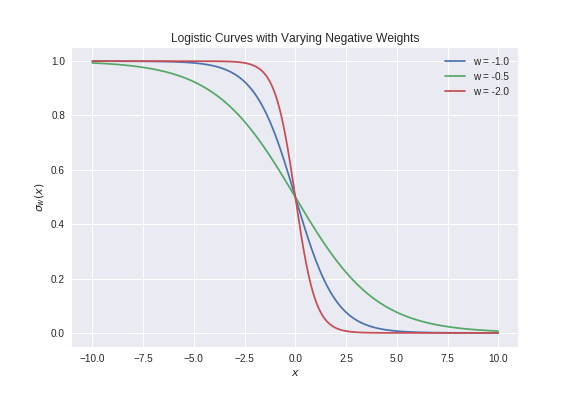 Logistic Curves with Varying Negative Weights
w = -1.0
w = -0.5
w = -2.0
1.0
0.8
0.6
0.4
0.2
0.0
σw(x)
−10.0 −7.5 −5.0 −2.5 0.0 2.5 5.0 7.5 10.0
x